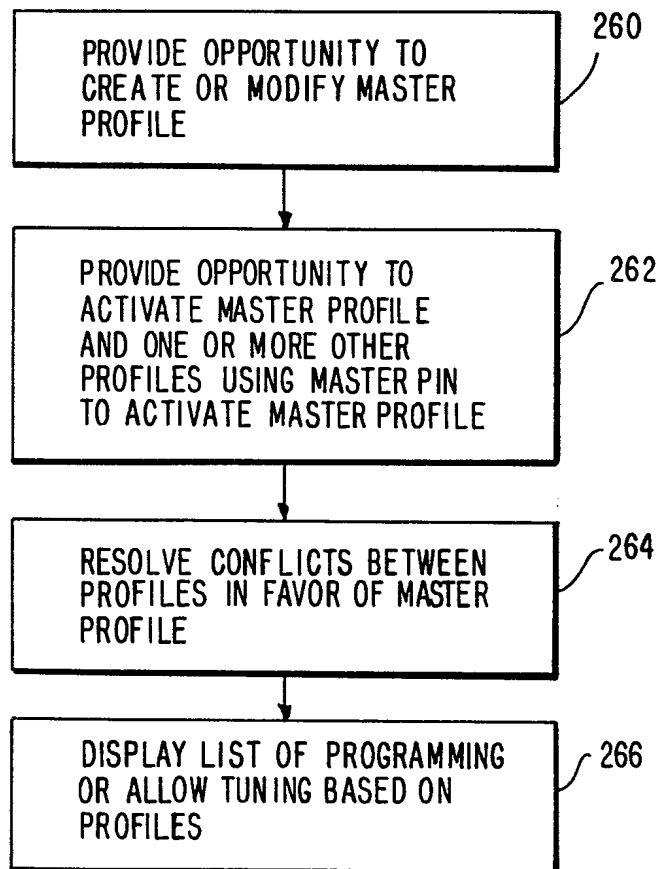 260
PROVIDE OPPORTUNITY TO
CREATE OR MODIFY MASTER
PROFILE
262
PROVIDE OPPORTUNITY TO
ACTIVATE MASTER PROFILE
AND ONE OR MORE OTHER
PROFILES USING MASTER PIN
TO ACTIVATE MASTER PROFILE
264
RESOLVE CONFLICTS BETWEEN
PROFILES IN FAVOR OF MASTER
PROFILE
266
DISPLAY LIST OF PROGRAMMING
OR ALLOW TUNING BASED ON
PROFILES